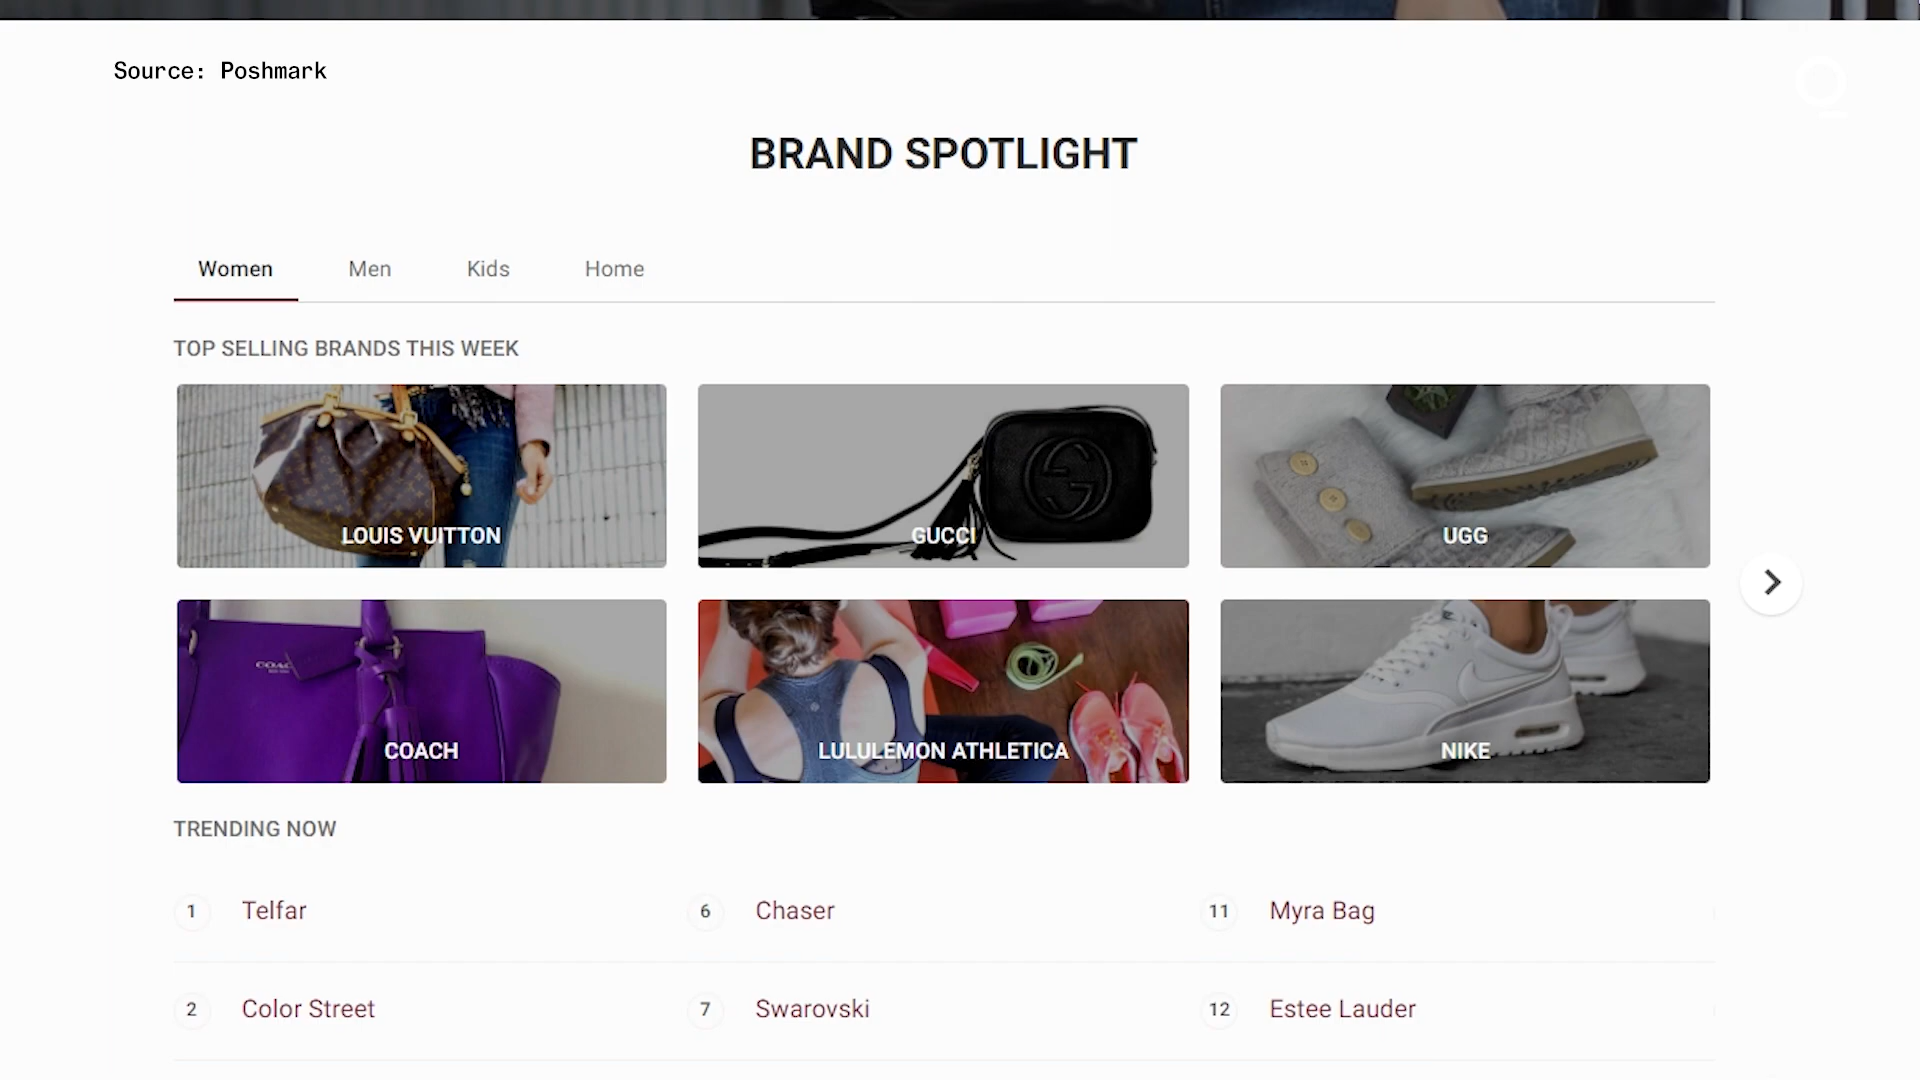 Source: Poshmark
BRAND SPOTLIGHT
Women Men Kids Home
TOP SELLING BRANDS THIS WEEK
LOUIS VUITTON
GUCCI
UGG
COACH
COACH
LULULEMON ATHLETICA
NIKE
TRENDING NOW
1 Telfar
6 Chaser
11 Myra Bag
2 Color Street
7 Swarovski
12 Estee Lauder